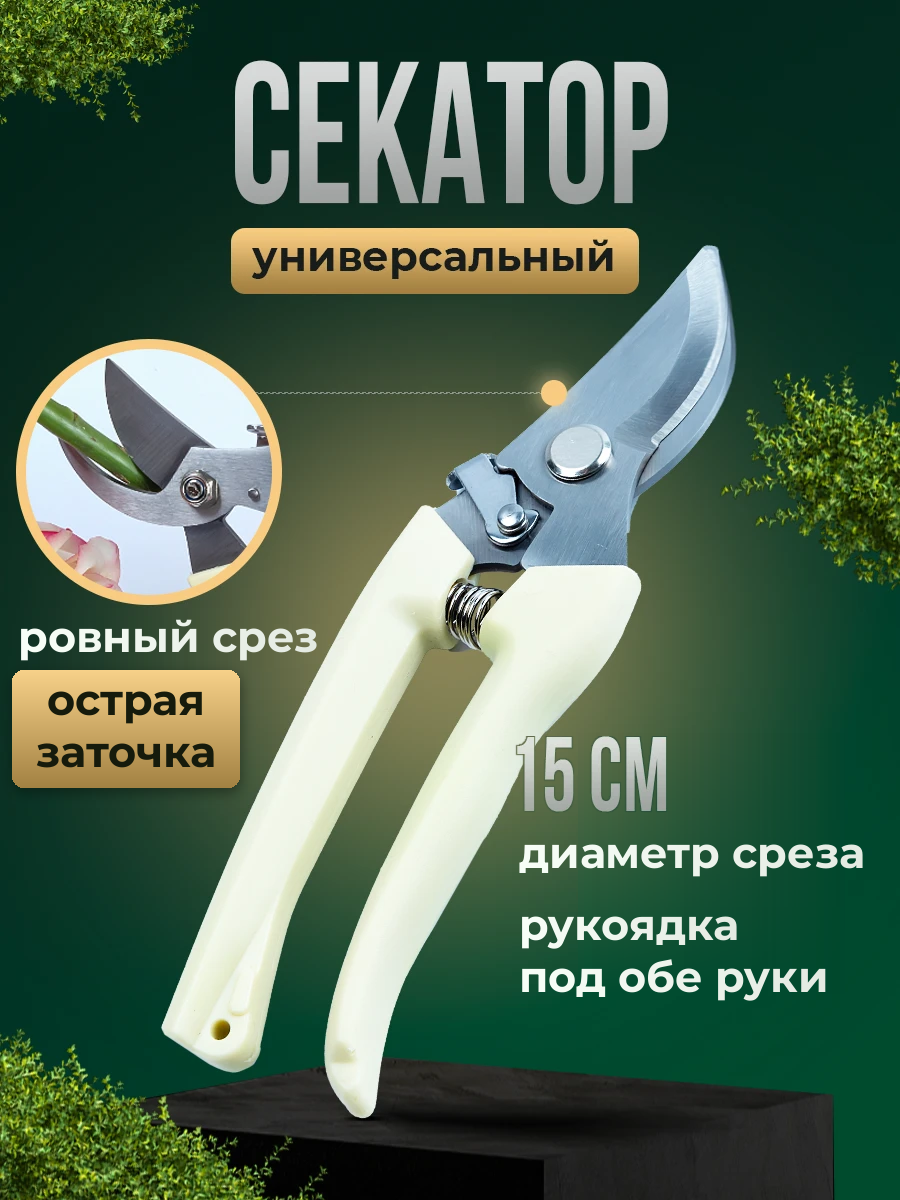 СЕКАТОР
универсальный
ровный срез
острая
заточка
15 СМ
диаметр среза
рукоядка
под обе руки